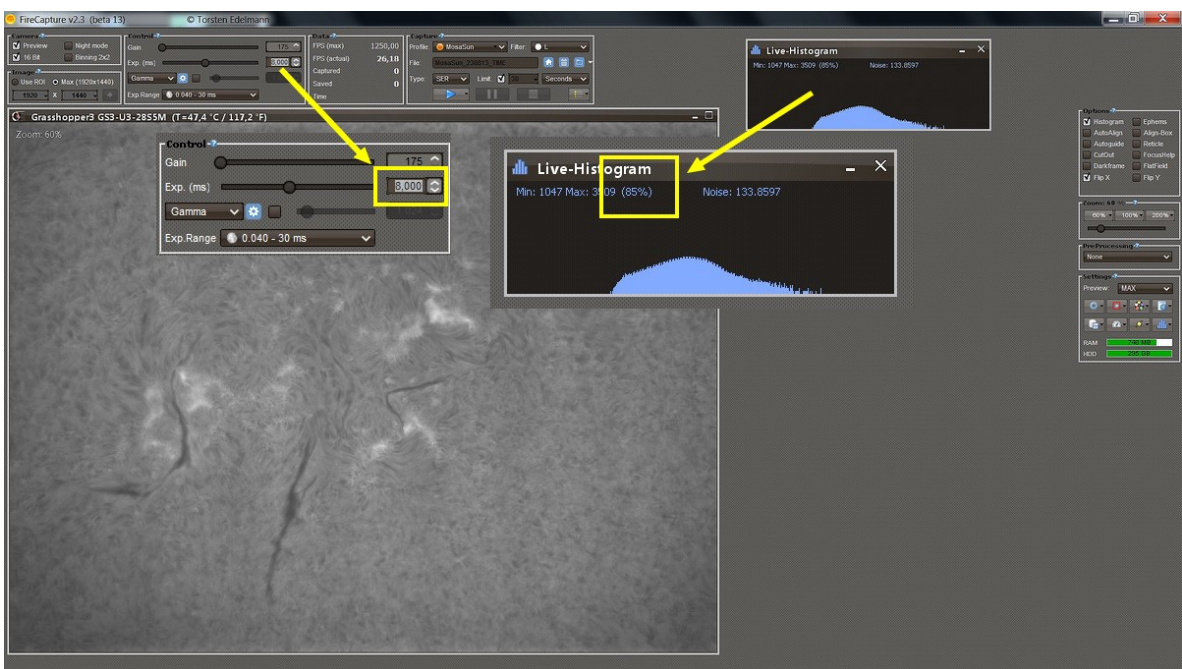 FireCapture v2.3 (beta 13) © Torsten Edelmann
Camera
Preview Night mode
16 Bit Binning 2x2
Image
Use ROI Max (1920x1440)
1920 X 1440
Control
Gain 175
Exp. (ms) 8,000
Gamma
Exp.Range 0.040 - 30 ms
Data
FPS (max) 1250,00
FPS (actual) 26,18
Captured 0
Saved 0
Time
Capture
Profile: MosaSun Filter: L
File:
Type: SER Limit: Seconds
Live-Histogram
Min: 1047 Max: 3509 (85%) Noise: 133.8597
Grasshopper3 GS3-U3-28S5M (T=47,4 °C / 117,2 °F)
Zoom: 60%
Control
Gain 175
Exp. (ms) 8,000
Gamma
Exp.Range 0.040 - 30 ms
Live-Histogram
Min: 1047 Max: 3509 (85%) Noise: 133.8597
Options
Histogram Ephems
AutoAlign Align-Box
Autoguide Reticle
CutOut FocusHelp
Darkframe FlatField
Flip X Flip Y
Zoom: 60 %
60% 100% 200%
PreProcessing
None
Settings
Preview: MAX
RAM 740 MB
HDD 295 GB